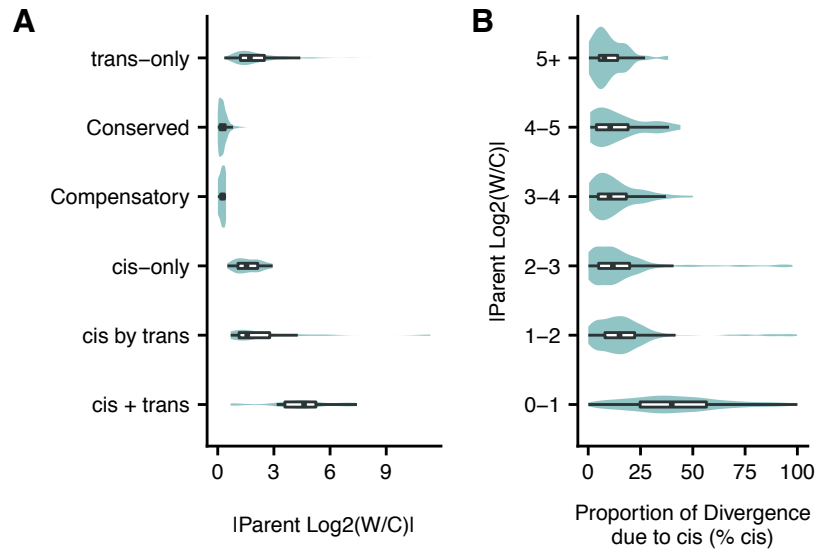 A
trans−only
Conserved
Compensatory
cis−only
cis by trans
cis + trans
0 3 6 9
|Parent Log2(W/C)|
B
|Parent Log2(W/C)|
5+
4−5
3−4
2−3
1−2
0−1
0 25 50 75 100
Proportion of Divergence
due to cis (% cis)